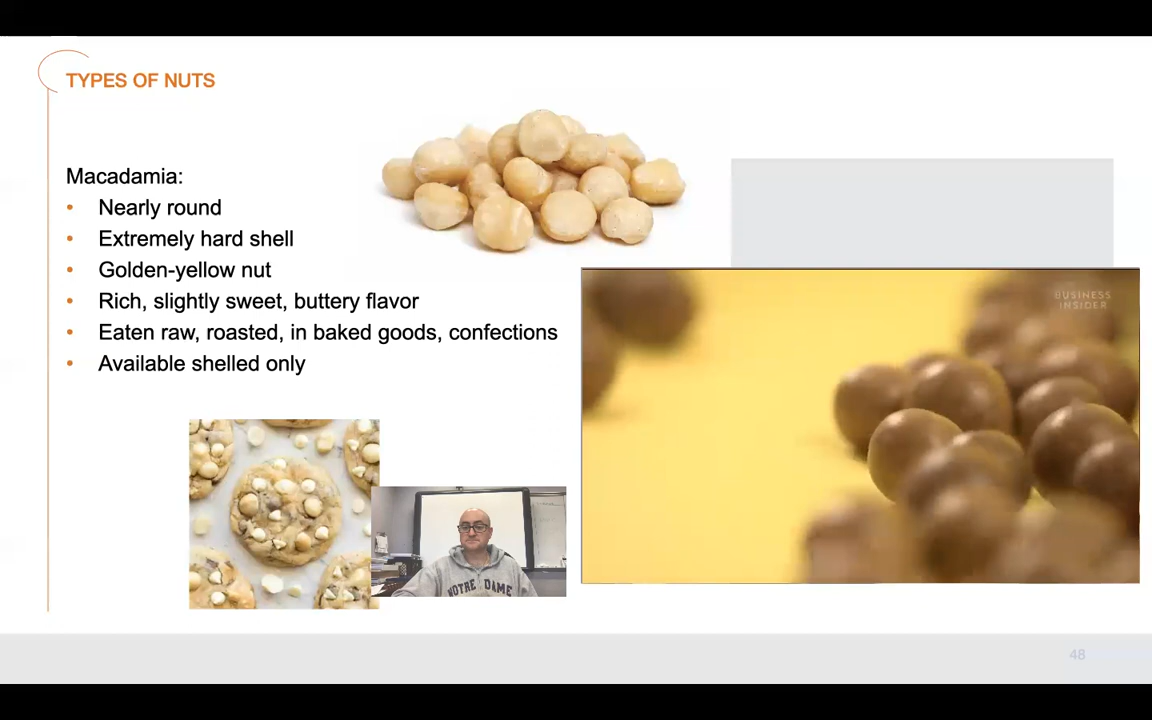 TYPES OF NUTS
Macadamia:
• Nearly round
• Extremely hard shell
• Golden-yellow nut
• Rich, slightly sweet, buttery flavor
• Eaten raw, roasted, in baked goods, confections
• Available shelled only
BUSINESS
INSIDER
NOTRE DAME
48